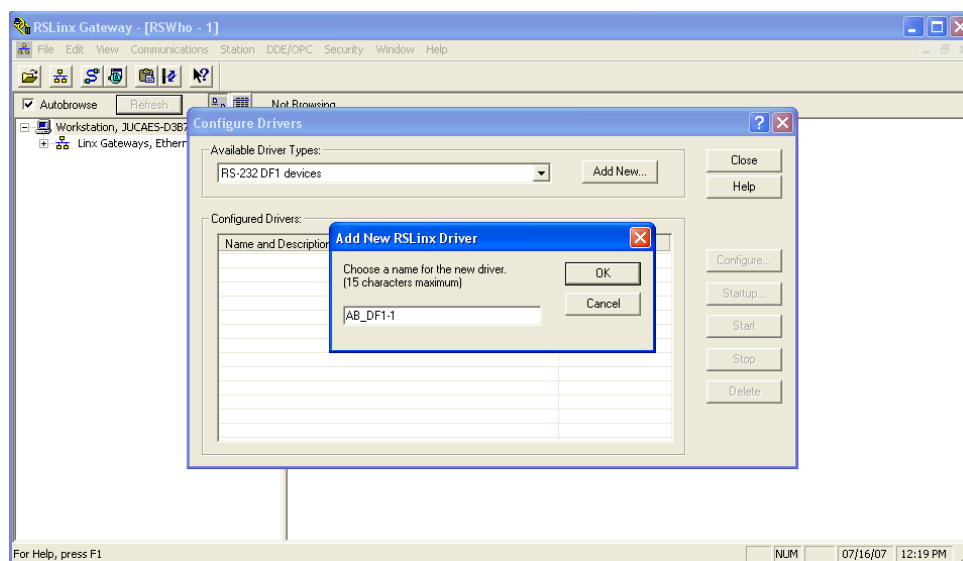 RSLinx Gateway - [RSWho - 1]
File Edit View Communications Station DDE/OPC Security Window Help
Autobrowse Refresh Not Browsing
Workstation, JUCAES-D3B7
Linx Gateways, Ethern
Configure Drivers
Available Driver Types:
RS-232 DF1 devices
Add New...
Close
Help
Configured Drivers:
Name and Description
Configure...
Startup...
Start
Stop
Delete
Add New RSLinx Driver
Choose a name for the new driver.
(15 characters maximum)
AB_DF1-1
OK
Cancel
For Help, press F1
NUM 07/16/07 12:19 PM